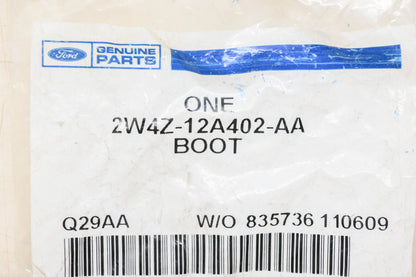 Ford
GENUINE
PARTS
ONE
2W4Z-12A402-AA
BOOT
Q29AA W/O 835736 110609